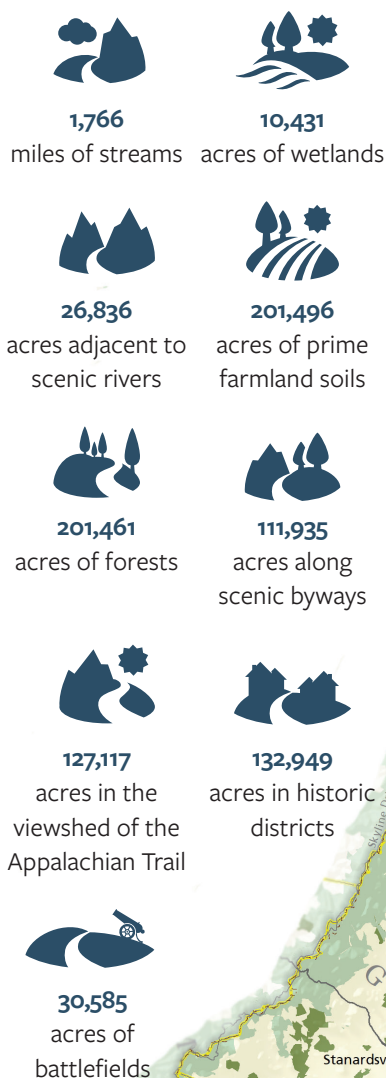 1,766
miles of streams
10,431
acres of wetlands
26,836
acres adjacent to
scenic rivers
201,496
acres of prime
farmland soils
201,461
acres of forests
111,935
acres along
scenic byways
127,117
acres in the
viewshed of the
Appalachian Trail
132,949
acres in historic
districts
30,585
acres of
battlefields
Skyline
G